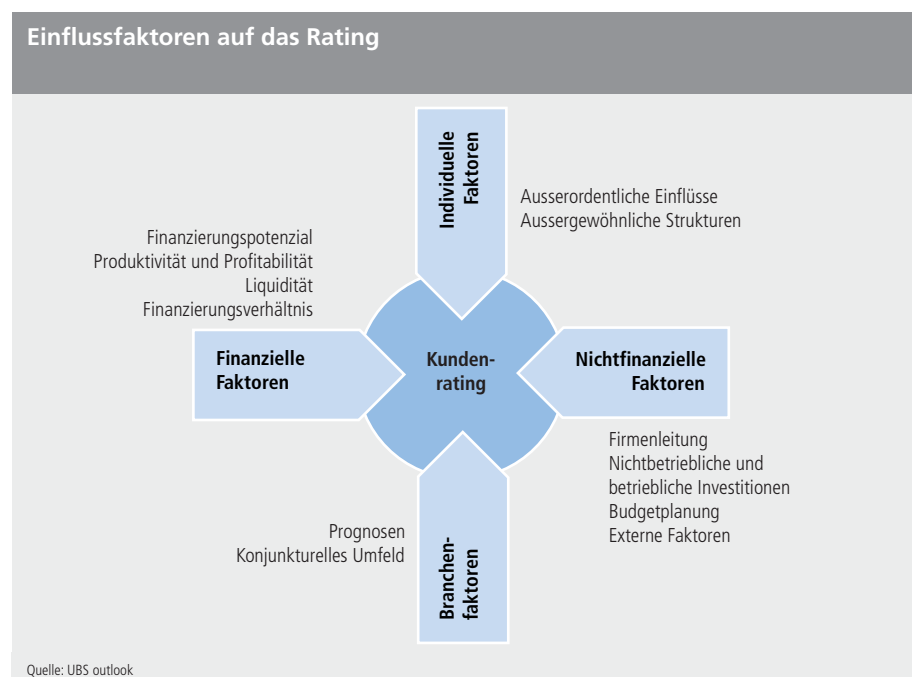 Einflussfaktoren auf das Rating
Individuelle
Faktoren
Ausserordentliche Einflüsse
Aussergewöhnliche Strukturen
Finanzierungspotenzial
Produktivität und Profitabilität
Liquidität
Finanzierungsverhältnis
Finanzielle
Faktoren
Kunden-
rating
Nichtfinanzielle
Faktoren
Firmenleitung
Nichtbetriebliche und
betriebliche Investitionen
Budgetplanung
Externe Faktoren
Prognosen
Konjunkturelles Umfeld
Branchen-
faktoren
Quelle: UBS outlook